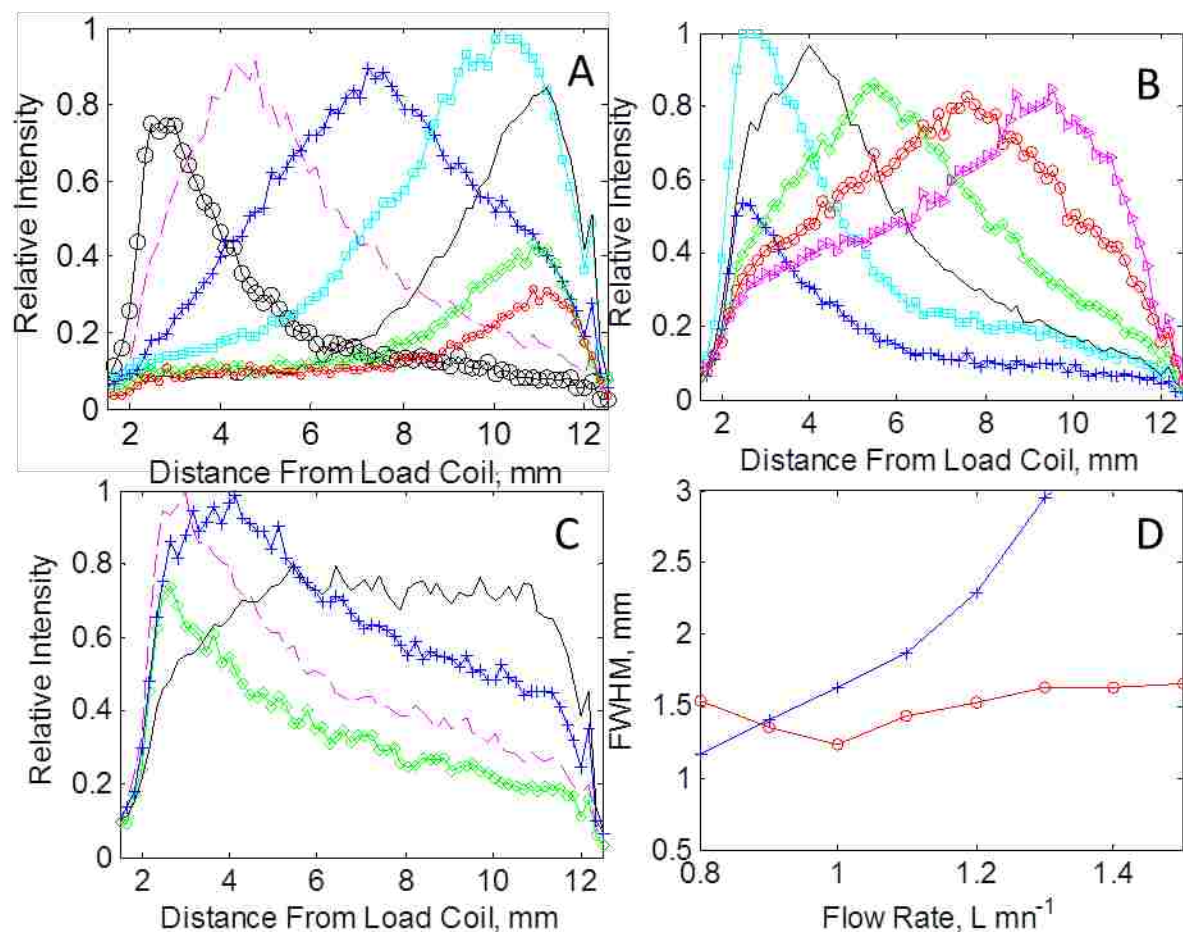 A
1
0.8
0.6
0.4
0.2
0
Relative Intensity
2 4 6 8 10 12
Distance From Load Coil, mm
B
1
0.8
0.6
0.4
0.2
0
Relative Intensity
2 4 6 8 10 12
Distance From Load Coil, mm
C
1
0.8
0.6
0.4
0.2
0
Relative Intensity
2 4 6 8 10 12
Distance From Load Coil, mm
D
3
2.5
2
1.5
1
0.5
FWHM, mm
0.8 1 1.2 1.4
Flow Rate, L mn⁻¹